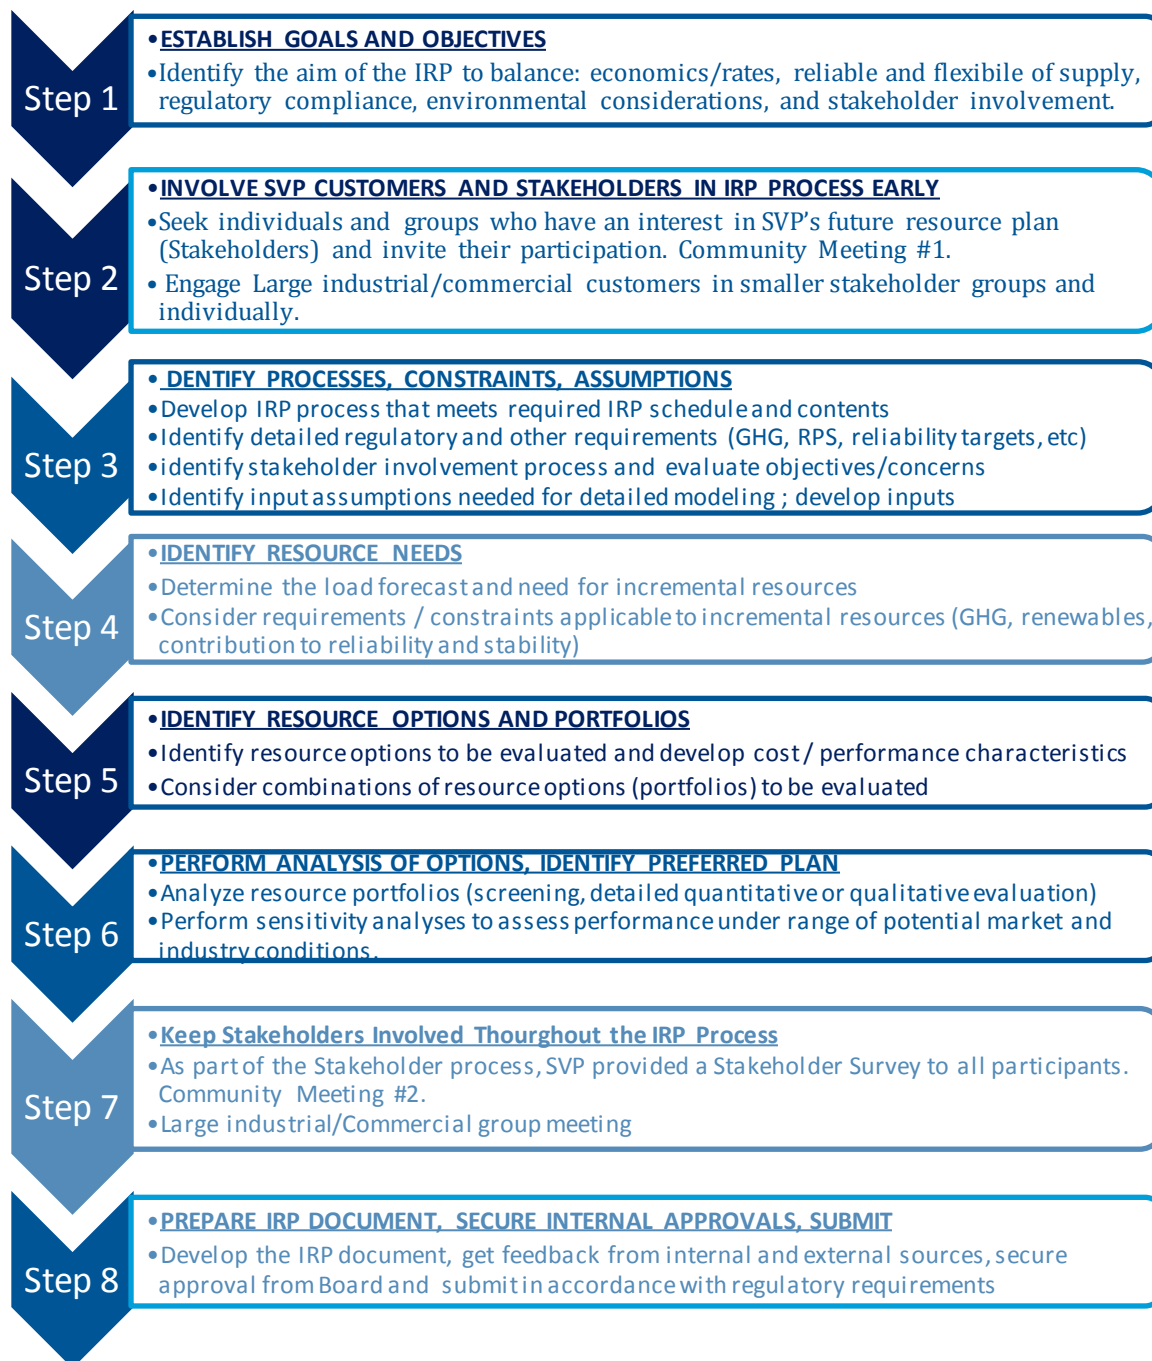 Step 1
•ESTABLISH GOALS AND OBJECTIVES
•Identify the aim of the IRP to balance: economics/rates, reliable and flexibile of supply,
regulatory compliance, environmental considerations, and stakeholder involvement.
Step 2
•INVOLVE SVP CUSTOMERS AND STAKEHOLDERS IN IRP PROCESS EARLY
•Seek individuals and groups who have an interest in SVP's future resource plan
(Stakeholders) and invite their participation. Community Meeting #1.
• Engage Large industrial/commercial customers in smaller stakeholder groups and
individually.
Step 3
• DENTIFY PROCESSES, CONSTRAINTS, ASSUMPTIONS
•Develop IRP process that meets required IRP schedule and contents
•Identify detailed regulatory and other requirements (GHG, RPS, reliability targets, etc)
•identify stakeholder involvement process and evaluate objectives/concerns
•Identify input assumptions needed for detailed modeling ; develop inputs
Step 4
•IDENTIFY RESOURCE NEEDS
•Determine the load forecast and need for incremental resources
•Consider requirements / constraints applicable to incremental resources (GHG, renewables,
contribution to reliability and stability)
Step 5
•IDENTIFY RESOURCE OPTIONS AND PORTFOLIOS
•Identify resource options to be evaluated and develop cost / performance characteristics
•Consider combinations of resource options (portfolios) to be evaluated
Step 6
•PERFORM ANALYSIS OF OPTIONS, IDENTIFY PREFERRED PLAN
•Analyze resource portfolios (screening, detailed quantitative or qualitative evaluation)
•Perform sensitivity analyses to assess performance under range of potential market and
industry conditions.
Step 7
•Keep Stakeholders Involved Thourghout the IRP Process
•As part of the Stakeholder process, SVP provided a Stakeholder Survey to all participants.
Community Meeting #2.
•Large industrial/Commercial group meeting
Step 8
•PREPARE IRP DOCUMENT, SECURE INTERNAL APPROVALS, SUBMIT
•Develop the IRP document, get feedback from internal and external sources, secure
approval from Board and submit in accordance with regulatory requirements